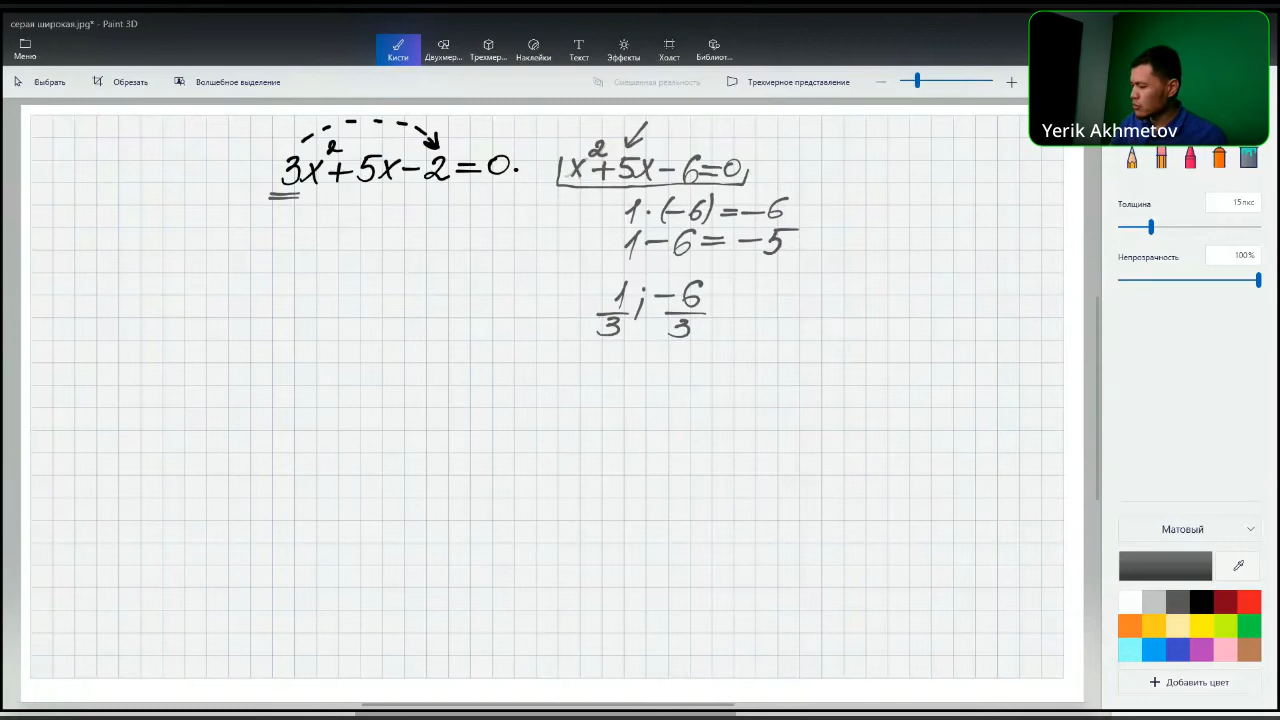 серая широкая.jpg* - Paint 3D
Меню
Кисти
Двухмер...
Трехмер...
Наклейки
Текст
Эффекты
Холст
Библиот...
Выбрать
Обрезать
Волшебное выделение
Смешанная реальность
Трехмерное представление
Yerik Akhmetov
3x²+5x-2=0.
x²+5x-6=0,
1·(-6)=-6
1-6=-5
1/3; -6/3
Толщина
15 пкс
Непрозрачность
100%
Матовый
Добавить цвет